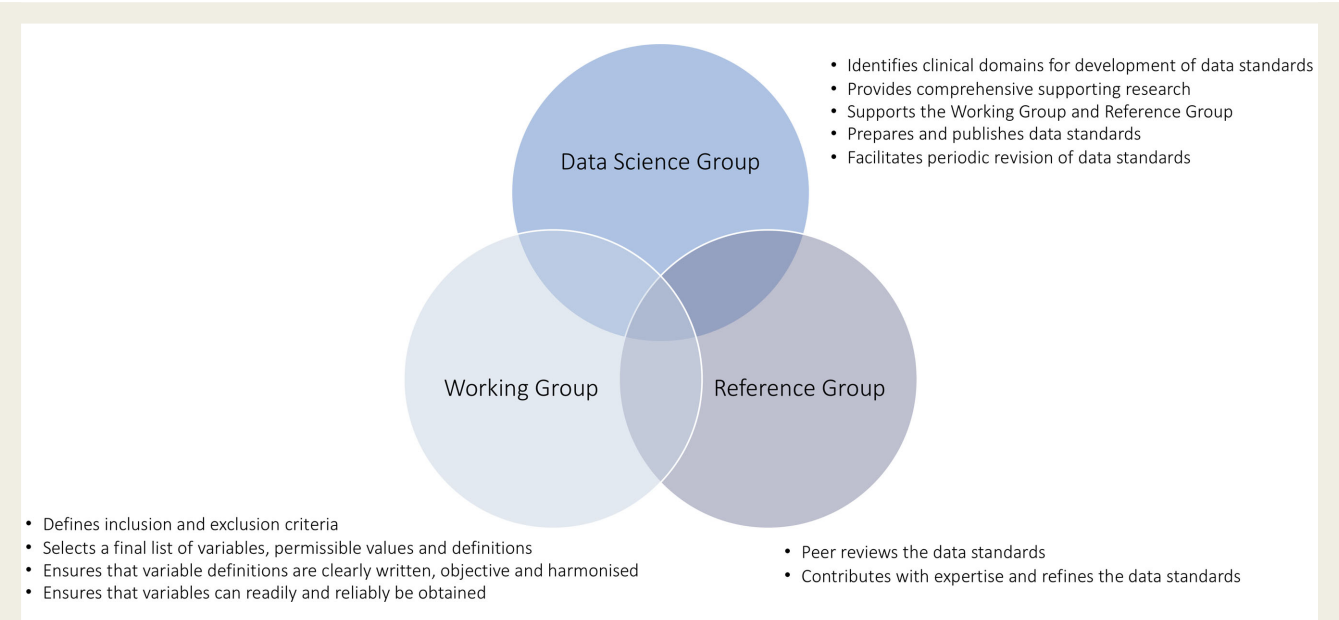 • Identifies clinical domains for development of data standards
• Provides comprehensive supporting research
• Supports the Working Group and Reference Group
• Prepares and publishes data standards
• Facilitates periodic revision of data standards
Data Science Group
Working Group
Reference Group
• Defines inclusion and exclusion criteria
• Selects a final list of variables, permissible values and definitions
• Ensures that variable definitions are clearly written, objective and harmonised
• Ensures that variables can readily and reliably be obtained
• Peer reviews the data standards
• Contributes with expertise and refines the data standards